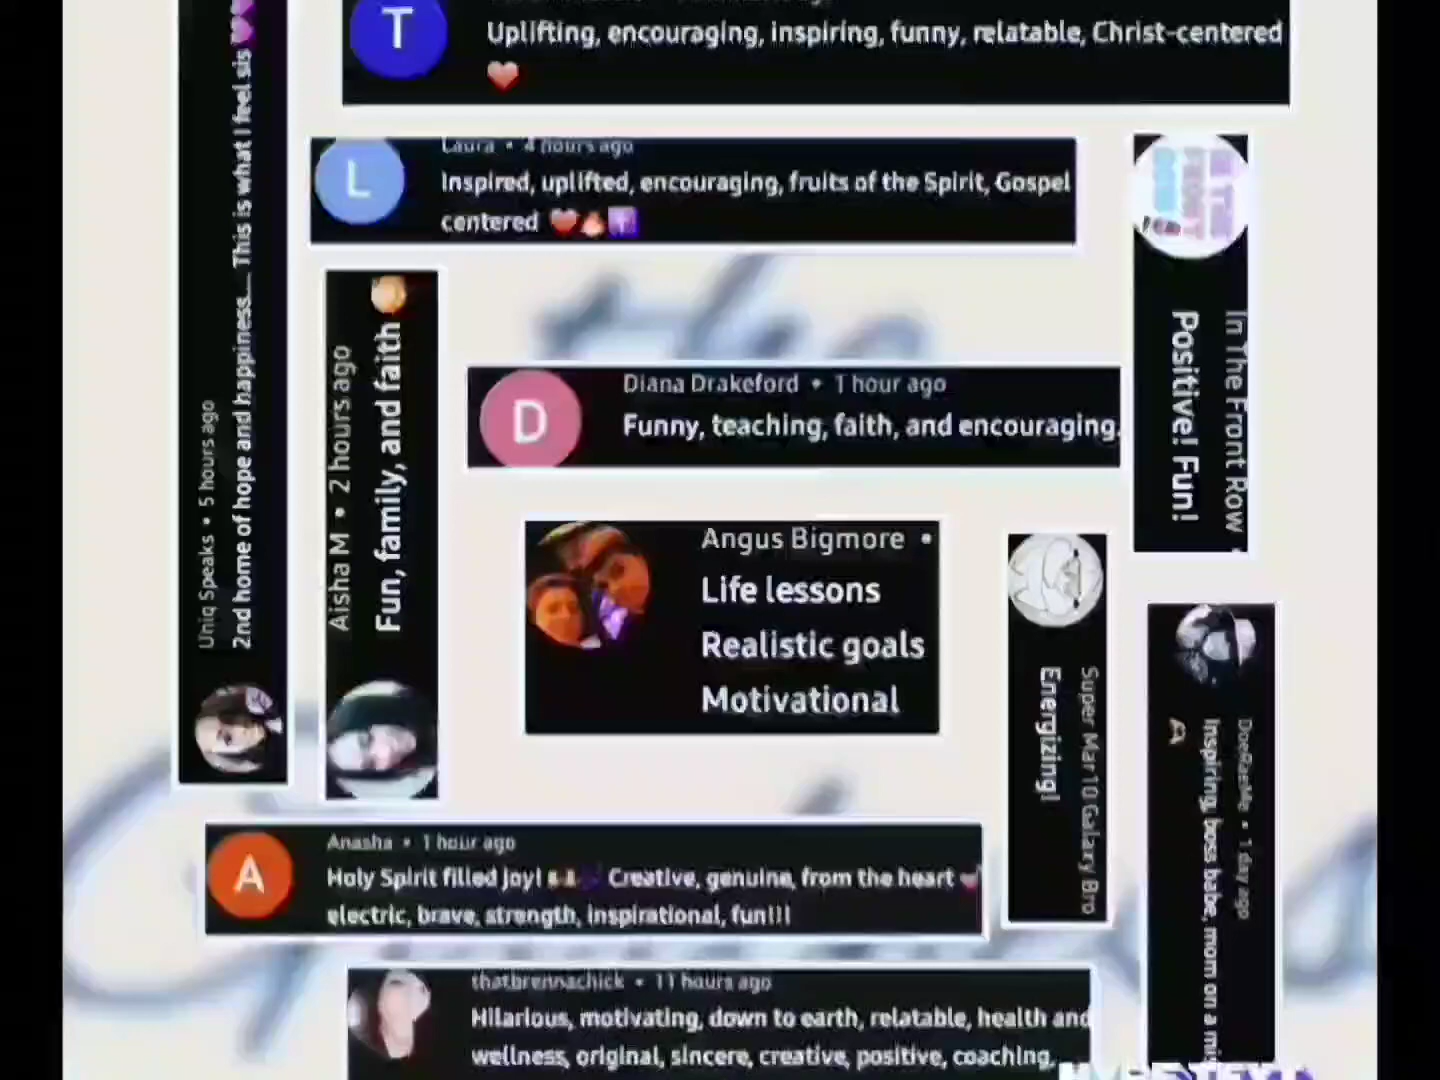 T
Uplifting, encouraging, inspiring, funny, relatable, Christ-centered
L
Laura • 4 hours ago
Inspired, uplifted, encouraging, fruits of the Spirit, Gospel
centered
Uniq Speaks • 5 hours ago
2nd home of hope and happiness.... This is what I feel sis
Aisha M • 2 hours ago
Fun, family, and faith
the
D
Diana Drakeford • 1 hour ago
Funny, teaching, faith, and encouraging.
In The Front Row •
Positive! Fun!
Angus Bigmore •
Life lessons
Realistic goals
Motivational
Super Mar10 Galaxy Bro
Energizing!
DoeRaeMe • 1 day ago
Inspiring, boss babe, mom on a
A
Anasha • 1 hour ago
Holy Spirit filled joy! Creative, genuine, from the heart
electric, brave, strength, inspirational, fun!!!
thatbrennachick • 11 hours ago
Hilarious, motivating, down to earth, relatable, health and
wellness, original, sincere, creative, positive, coaching,